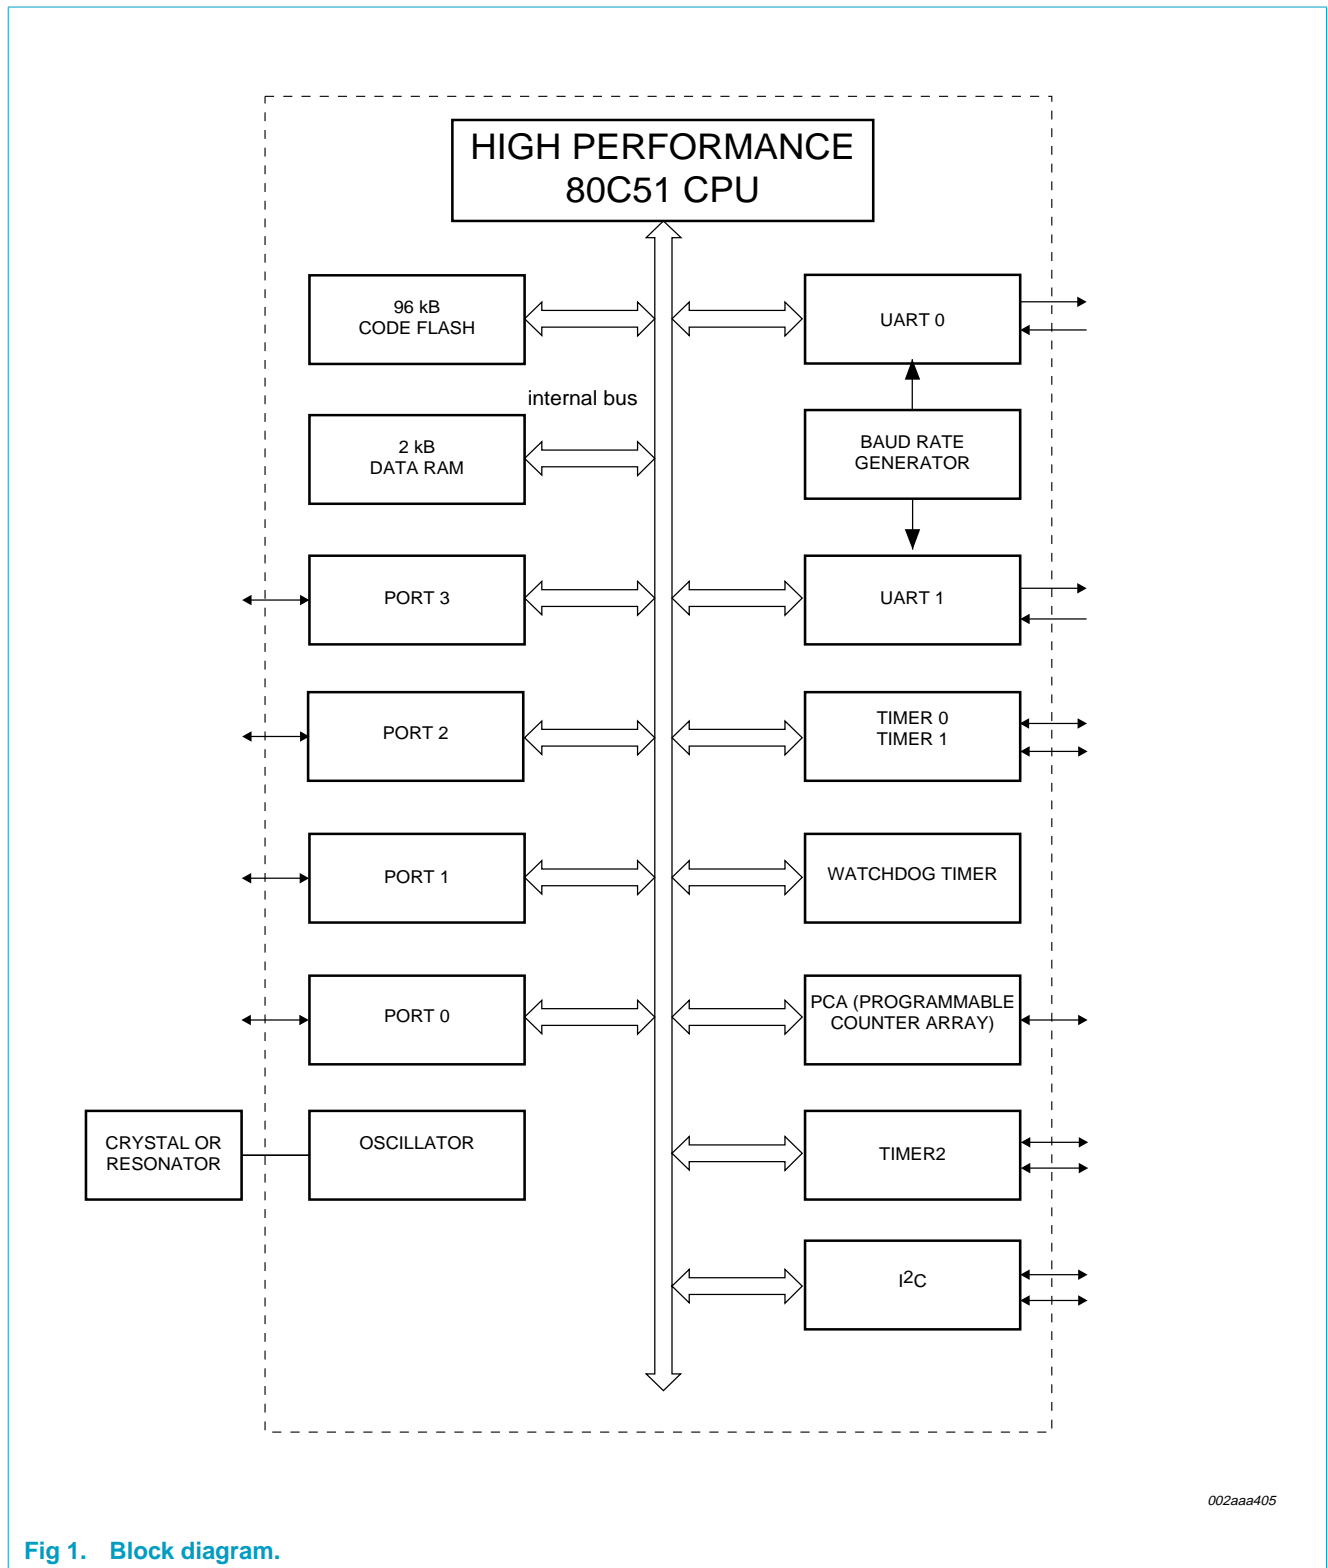 HIGH PERFORMANCE
80C51 CPU
96 kB
CODE FLASH
UART 0
internal bus
2 kB
DATA RAM
BAUD RATE
GENERATOR
PORT 3
UART 1
PORT 2
TIMER 0
TIMER 1
PORT 1
WATCHDOG TIMER
PORT 0
PCA (PROGRAMMABLE
COUNTER ARRAY)
CRYSTAL OR
RESONATOR
OSCILLATOR
TIMER2
I²C
002aaa405
Fig 1. Block diagram.